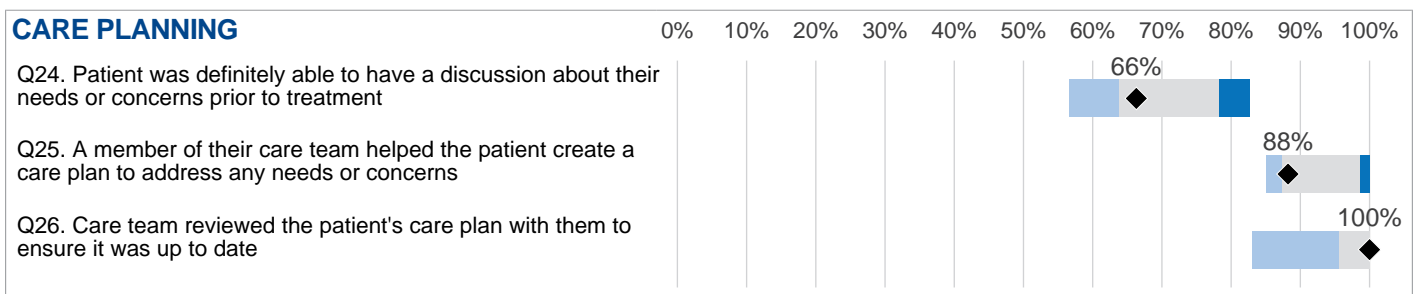 CARE PLANNING
0% 10% 20% 30% 40% 50% 60% 70% 80% 90% 100%
Q24. Patient was definitely able to have a discussion about their
needs or concerns prior to treatment
66%
Q25. A member of their care team helped the patient create a
care plan to address any needs or concerns
88%
Q26. Care team reviewed the patient's care plan with them to
ensure it was up to date
100%